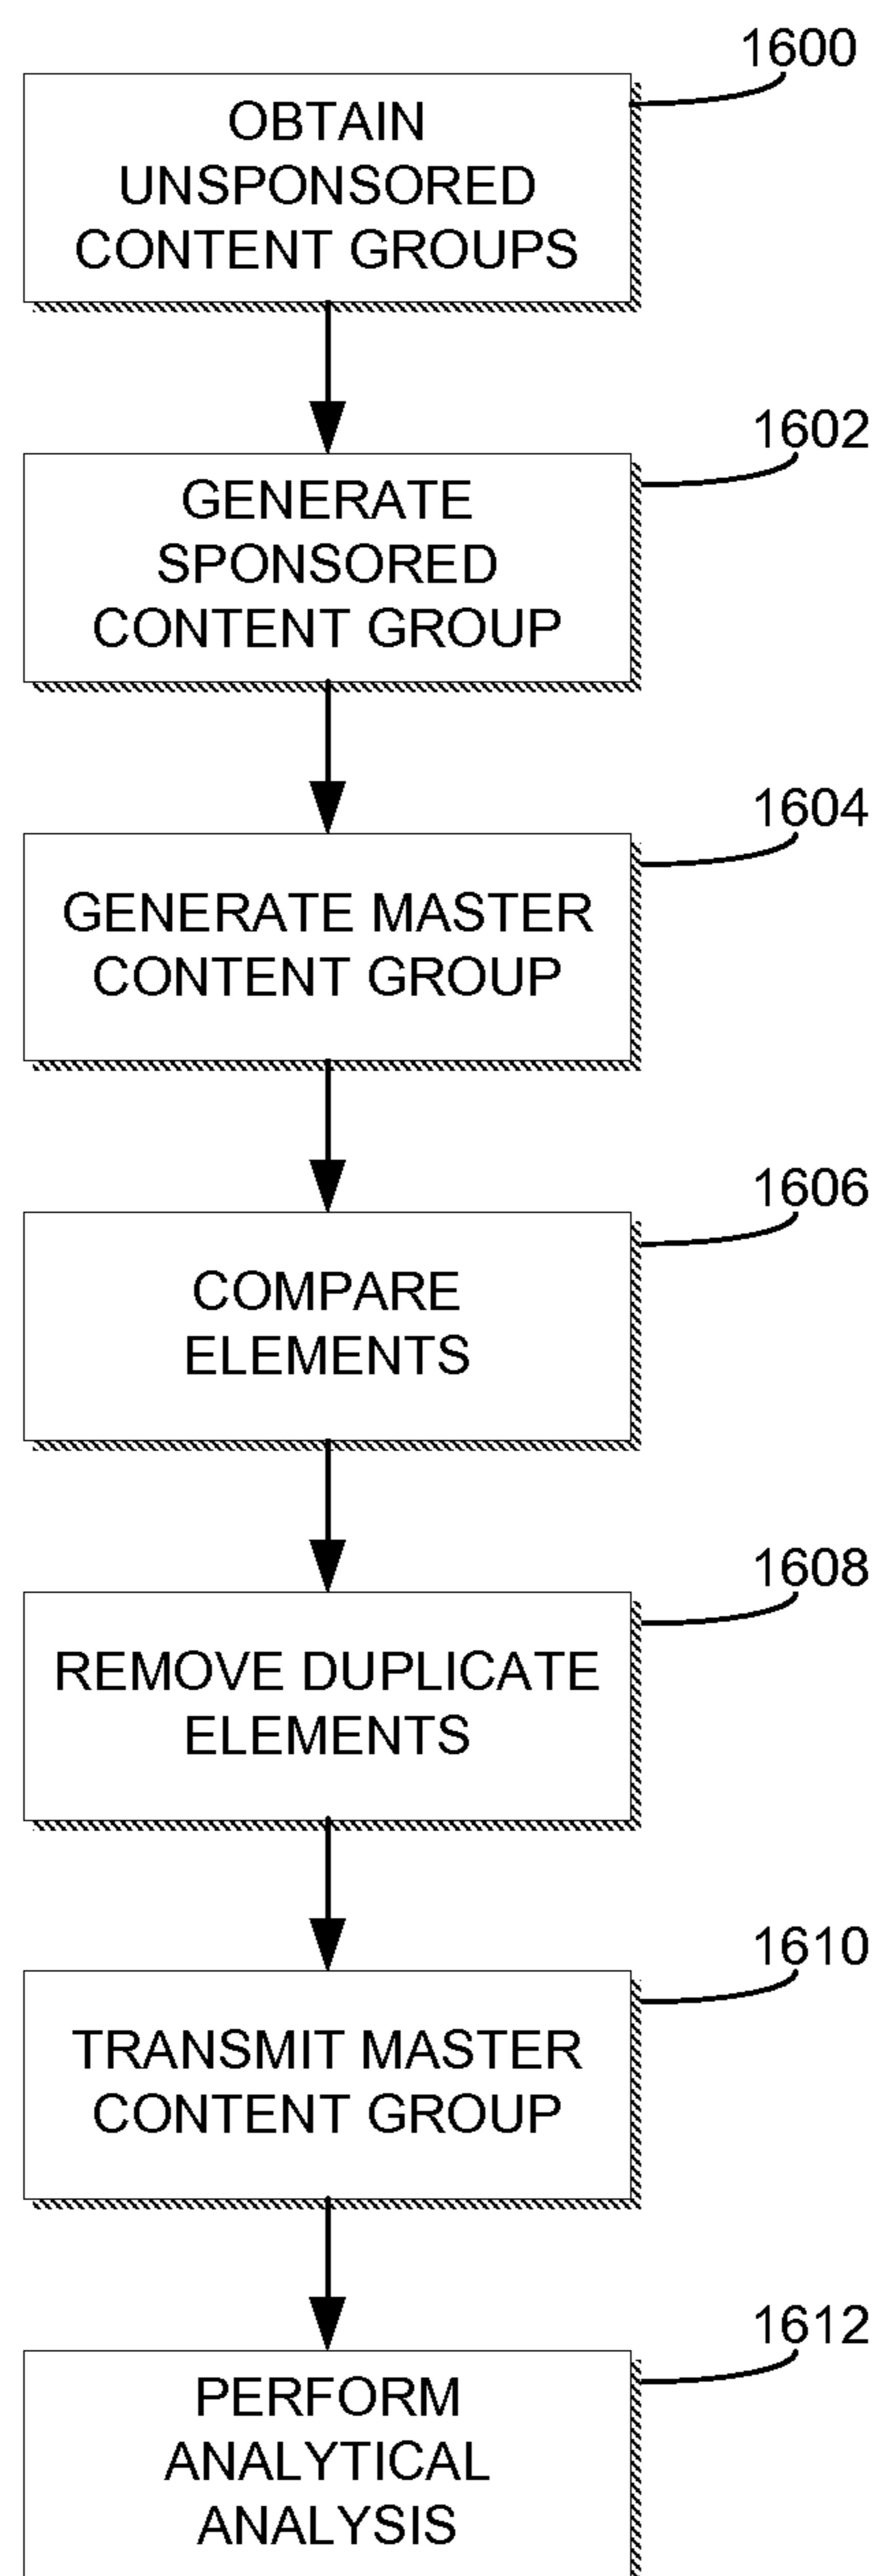 1600
OBTAIN
UNSPONSORED
CONTENT GROUPS
1602
GENERATE
SPONSORED
CONTENT GROUP
1604
GENERATE MASTER
CONTENT GROUP
1606
COMPARE
ELEMENTS
1608
REMOVE DUPLICATE
ELEMENTS
1610
TRANSMIT MASTER
CONTENT GROUP
1612
PERFORM
ANALYTICAL
ANALYSIS